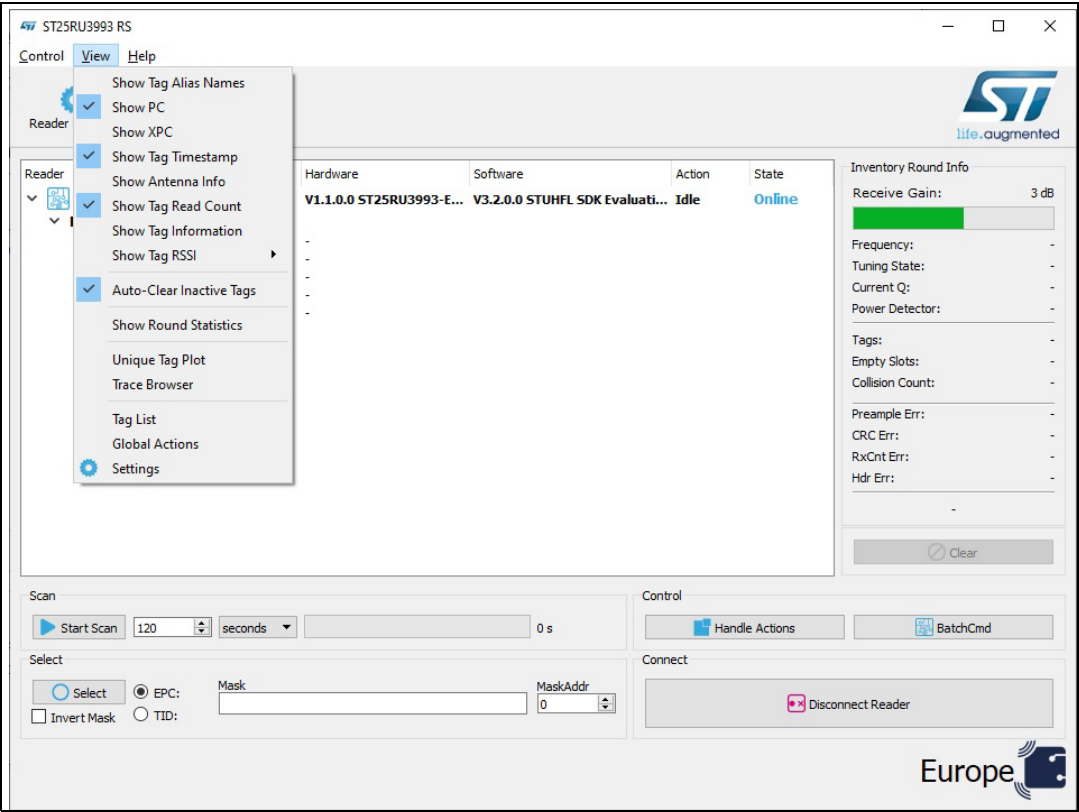 ST25RU3993 RS
Control View Help
Reader
life.augmented
Show Tag Alias Names
Show PC
Show XPC
Show Tag Timestamp
Show Antenna Info
Show Tag Read Count
Show Tag Information
Show Tag RSSI
Auto-Clear Inactive Tags
Show Round Statistics
Unique Tag Plot
Trace Browser
Tag List
Global Actions
Settings
Reader Hardware Software Action State
V1.1.0.0 ST25RU3993-E... V3.2.0.0 STUHFL SDK Evaluati... Idle Online
-
-
-
-
-
Inventory Round Info
Receive Gain: 3 dB
Frequency: -
Tuning State: -
Current Q: -
Power Detector: -
Tags: -
Empty Slots: -
Collision Count: -
Preample Err: -
CRC Err: -
RxCnt Err: -
Hdr Err: -
-
Clear
Scan
Start Scan 120 seconds 0 s
Control
Handle Actions BatchCmd
Select
Select EPC: Mask MaskAddr
0
Invert Mask TID:
Connect
Disconnect Reader
Europe